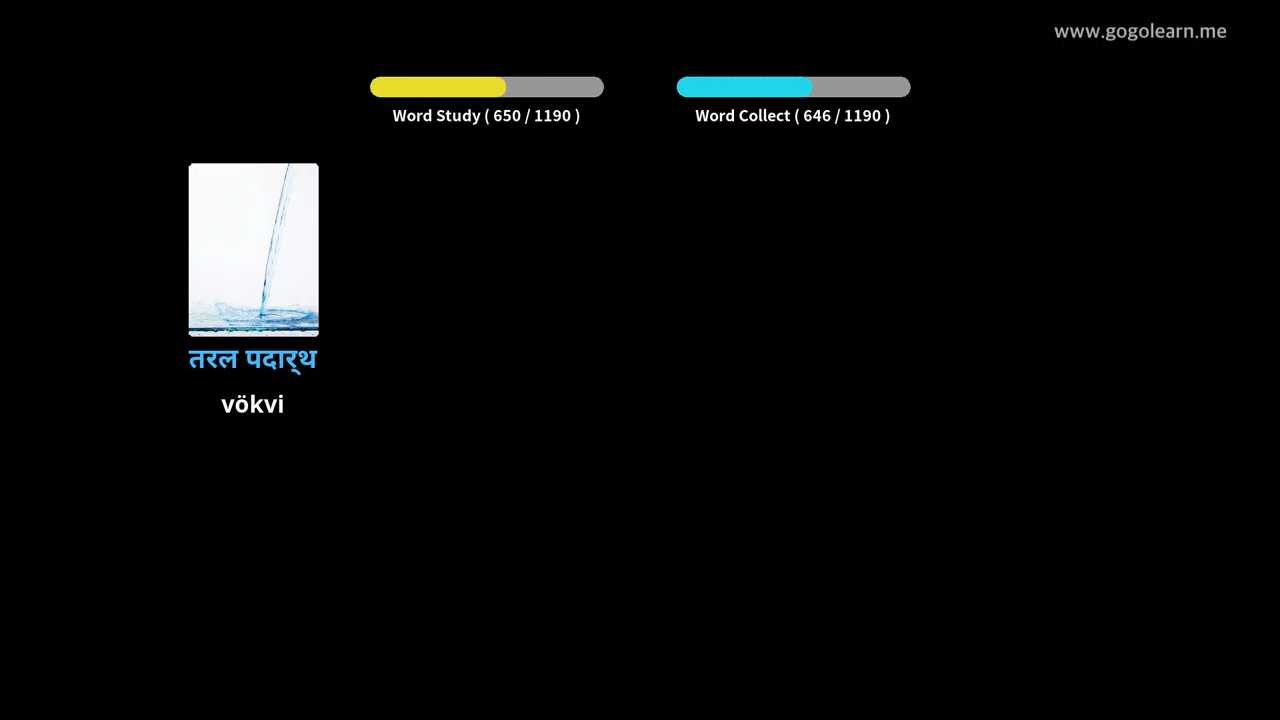 www.gogolearn.me
Word Study ( 650 / 1190 )
Word Collect ( 646 / 1190 )
तरल पदार्थ
vökvi